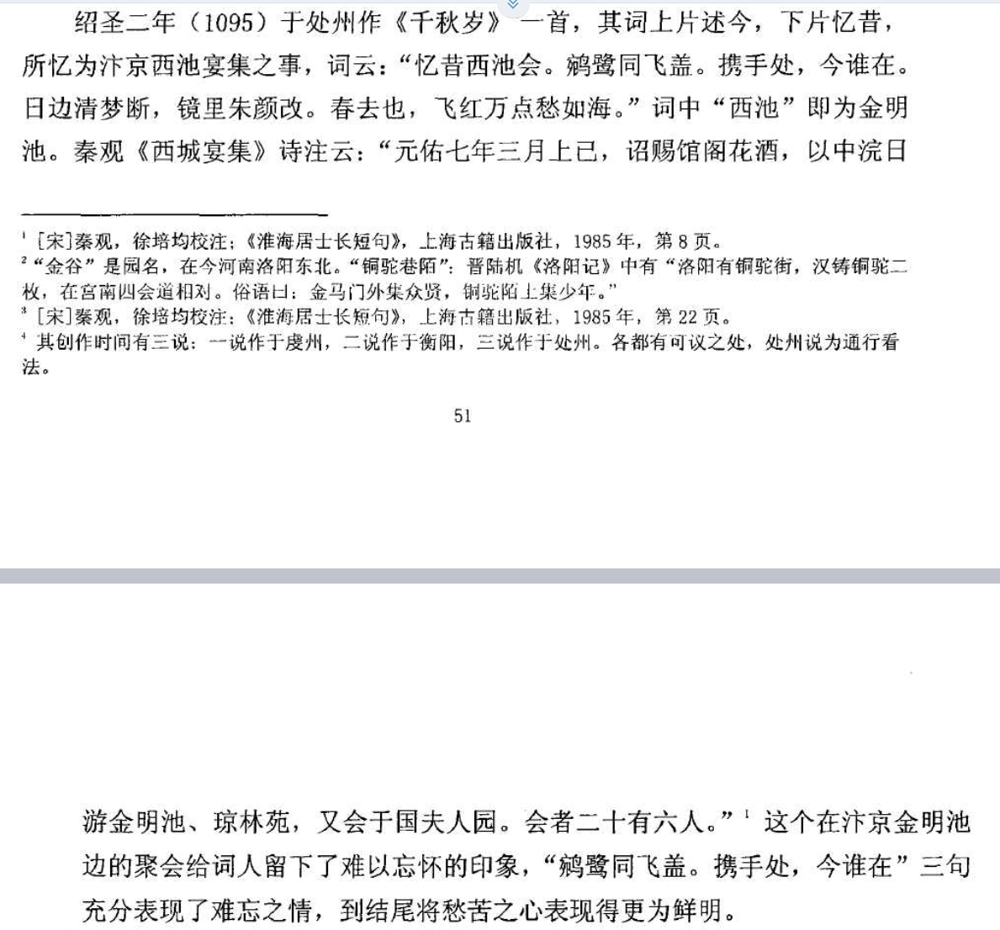 绍圣二年（1095）于处州作《千秋岁》一首，其词上片述今，下片忆昔，
所忆为汴京西池宴集之事，词云：“忆昔西池会。鹓鹭同飞盖。携手处，今谁在。
日边清梦断，镜里朱颜改。春去也，飞红万点愁如海。”词中“西池”即为金明
池。秦观《西城宴集》诗注云：“元佑七年三月上巳，诏赐馆阁花酒，以中浣日
1 [宋]秦观，徐培均校注；《淮海居士长短句》，上海古籍出版社，1985年，第8页。
2 “金谷”是园名，在今河南洛阳东北。“铜驼巷陌”：晋陆机《洛阳记》中有“洛阳有铜驼街，汉铸铜驼二
枚，在宫南四会道相对。俗语曰：金马门外集众贤，铜驼陌上集少年。”
3 [宋]秦观，徐培均校注：《淮海居士长短句》，上海古籍出版社，1985年，第22页。
4 其创作时间有三说：一说作于虔州，二说作于衡阳，三说作于处州。各都有可议之处，处州说为通行看
法。
51
游金明池、琼林苑，又会于国夫人园。会者二十有六人。”1 这个在汴京金明池
边的聚会给词人留下了难以忘怀的印象，“鹓鹭同飞盖。携手处，今谁在”三句
充分表现了难忘之情，到结尾将愁苦之心表现得更为鲜明。